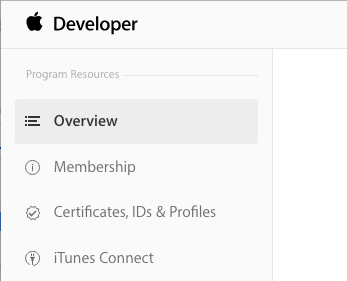 Developer
Program Resources
Overview
Membership
Certificates, IDs & Profiles
iTunes Connect